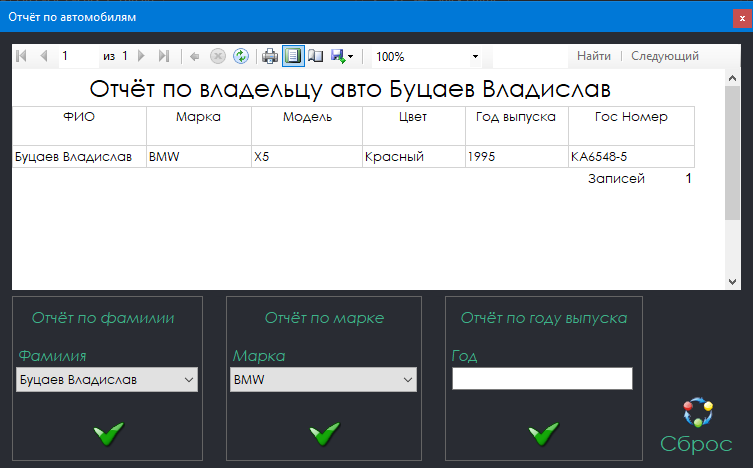 Отчёт по автомобилям
x
1 из 1 100% Найти | Следующий
Отчёт по владельцу авто Буцаев Владислав
ФИО Марка Модель Цвет Год выпуска Гос Номер
Буцаев Владислав BMW X5 Красный 1995 KA6548-5
Записей 1
Отчёт по фамилии Отчёт по марке Отчёт по году выпуска
Фамилия Марка Год
Буцаев Владислав BMW
Сброс